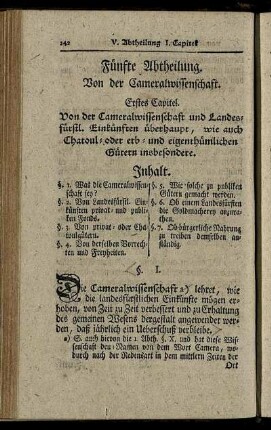 242 V. Abtheilung I. Capitel
Fünfte Abtheilung.
Von der Cameralwissenschaft.
Erstes Capitel.
Von der Cameralwissenschaft und Landes-
fürstl. Einkünften überhaupt, wie auch
Chatoul- oder erb- und eigenthümlichen
Gütern insbesondere.
Inhalt.
§. 1. Was die Cameralwissen-
schaft sey?
§. 2. Von Landesfürstl. Ein-
künften privat- und publi-
ken Fonds.
§. 3. Von privat- oder Cha-
toulgütern.
§. 4. Von derselben Vorrech-
ten und Freyheiten.
§. 5. Wie solche zu publiken
Gütern gemacht werden.
§. 6. Ob einem Landesfürsten
die Goldmacherey anzura-
then.
§. 7. Ob bürgerliche Nahrung
zu treiben demselben an-
ständig.
§. 1.
Die Cameralwissenschaft a) lehret, wie
die landesfürstlichen Einkünfte mögen er-
hoben, von Zeit zu Zeit verbessert und zu Erhaltung
des gemeinen Wesens dergestalt angewendet wer-
den, daß jährlich ein Ueberschuß verbleibe.
a) S. auch hievon die 1. Abth. §. X. und hat diese Wis-
senschaft den Namen von dem Wort Camera, wo-
durch nach der Redensart in dem mittlern Zeiten der
Ort